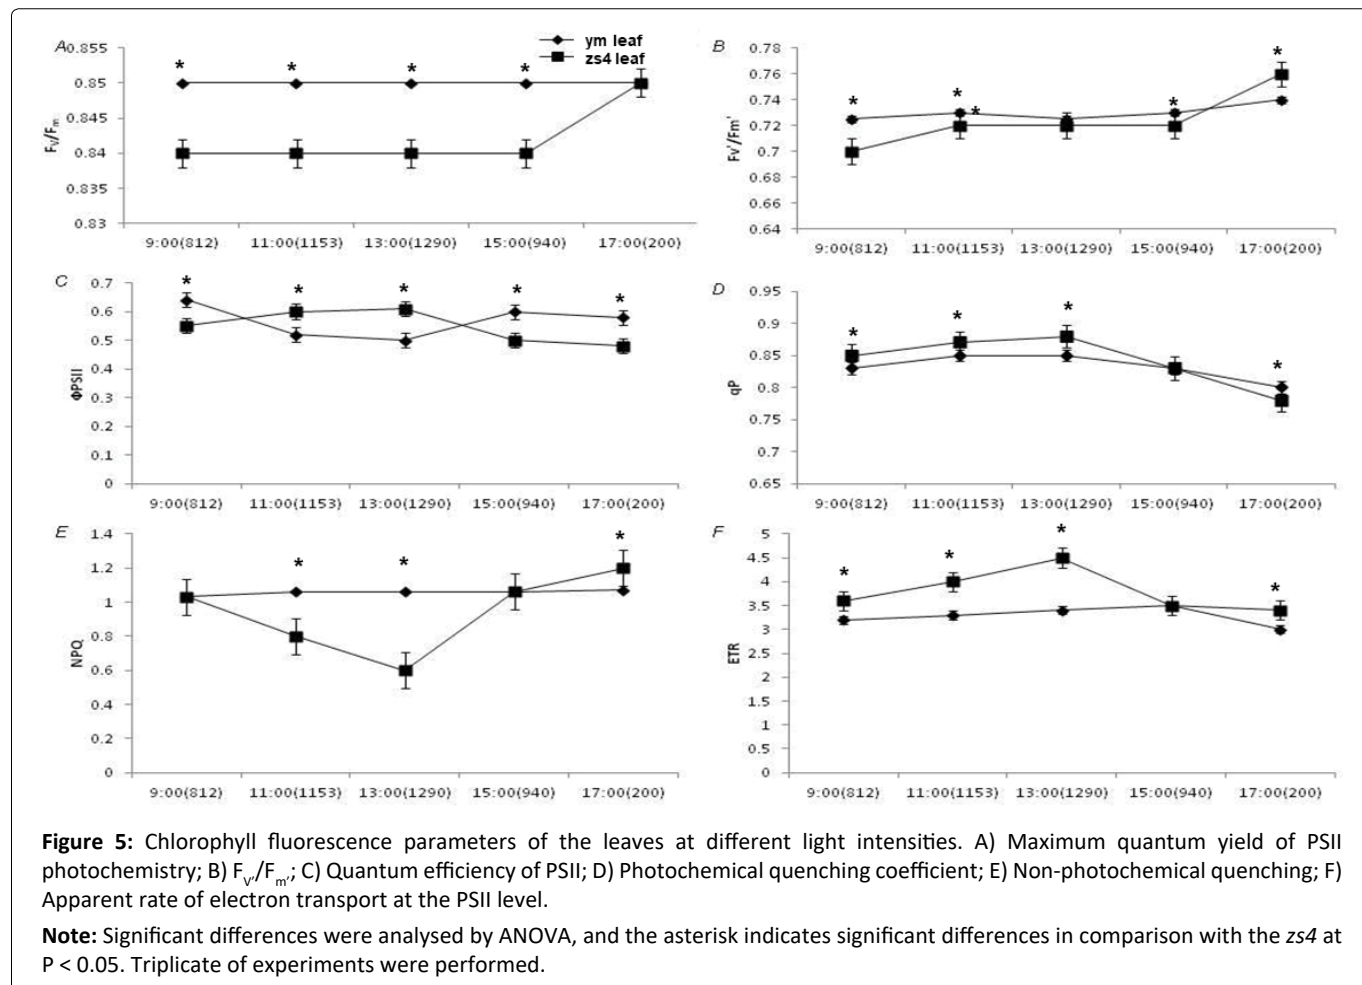 A
0.855
0.85
0.845
0.84
0.835
0.83
Fv/Fm
ym leaf
zs4 leaf
* * * *
9:00(812) 11:00(1153) 13:00(1290) 15:00(940) 17:00(200)
B
0.78
0.76
0.74
0.72
0.7
0.68
0.66
0.64
Fv'/Fm'
* * * * *
9:00(812) 11:00(1153) 13:00(1290) 15:00(940) 17:00(200)
C
0.7
0.6
0.5
0.4
0.3
0.2
0.1
0
ΦPSII
* * * * *
9:00(812) 11:00(1153) 13:00(1290) 15:00(940) 17:00(200)
D
0.95
0.9
0.85
0.8
0.75
0.7
0.65
qP
* * * *
9:00(812) 11:00(1153) 13:00(1290) 15:00(940) 17:00(200)
E
1.4
1.2
1
0.8
0.6
0.4
0.2
0
NPQ
* * *
9:00(812) 11:00(1153) 13:00(1290) 15:00(940) 17:00(200)
F
5
4.5
4
3.5
3
2.5
2
1.5
1
0.5
0
ETR
* * * *
9:00(812) 11:00(1153) 13:00(1290) 15:00(940) 17:00(200)
Figure 5: Chlorophyll fluorescence parameters of the leaves at different light intensities. A) Maximum quantum yield of PSII
photochemistry; B) Fv'/Fm'; C) Quantum efficiency of PSII; D) Photochemical quenching coefficient; E) Non-photochemical quenching; F)
Apparent rate of electron transport at the PSII level.
Note: Significant differences were analysed by ANOVA, and the asterisk indicates significant differences in comparison with the zs4 at
P < 0.05. Triplicate of experiments were performed.